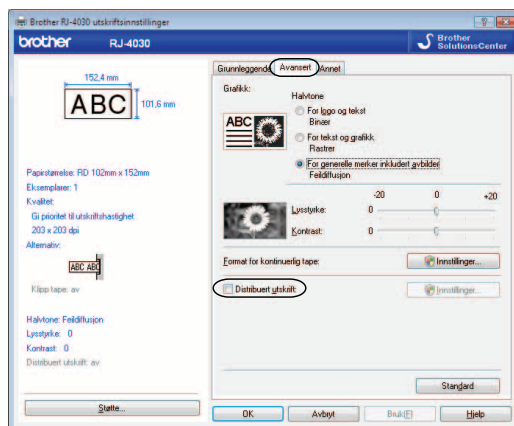 Brother RJ-4030 utskriftsinnstillinger
brother RJ-4030
Brother
SolutionsCenter
152,4 mm
ABC
101,6 mm
Papirstørrelse: RD 102mm x 152mm
Eksemplarer: 1
Kvalitet:
Gi prioritet til utskriftshastighet
203 x 203 dpi
Alternativ:
ABC ABC
Klipp tape: av
Halvtone: Feildiffusjon
Lysstyrke: 0
Kontrast: 0
Distribuert utskrift: av
Støtte...
Grunnleggende Avansert Annet
Grafikk:
ABC
Halvtone
For logo og tekst
Binær
For tekst og grafikk
Rastrer
For generelle merker inkludert avbilder
Feildiffusjon
-20 0 +20
Lysstyrke: 0
Kontrast: 0
Format for kontinuerlig tape: Innstillinger...
Distribuert utskrift: Innstillinger...
Standard
OK Avbryt Bruk(F) Hjelp